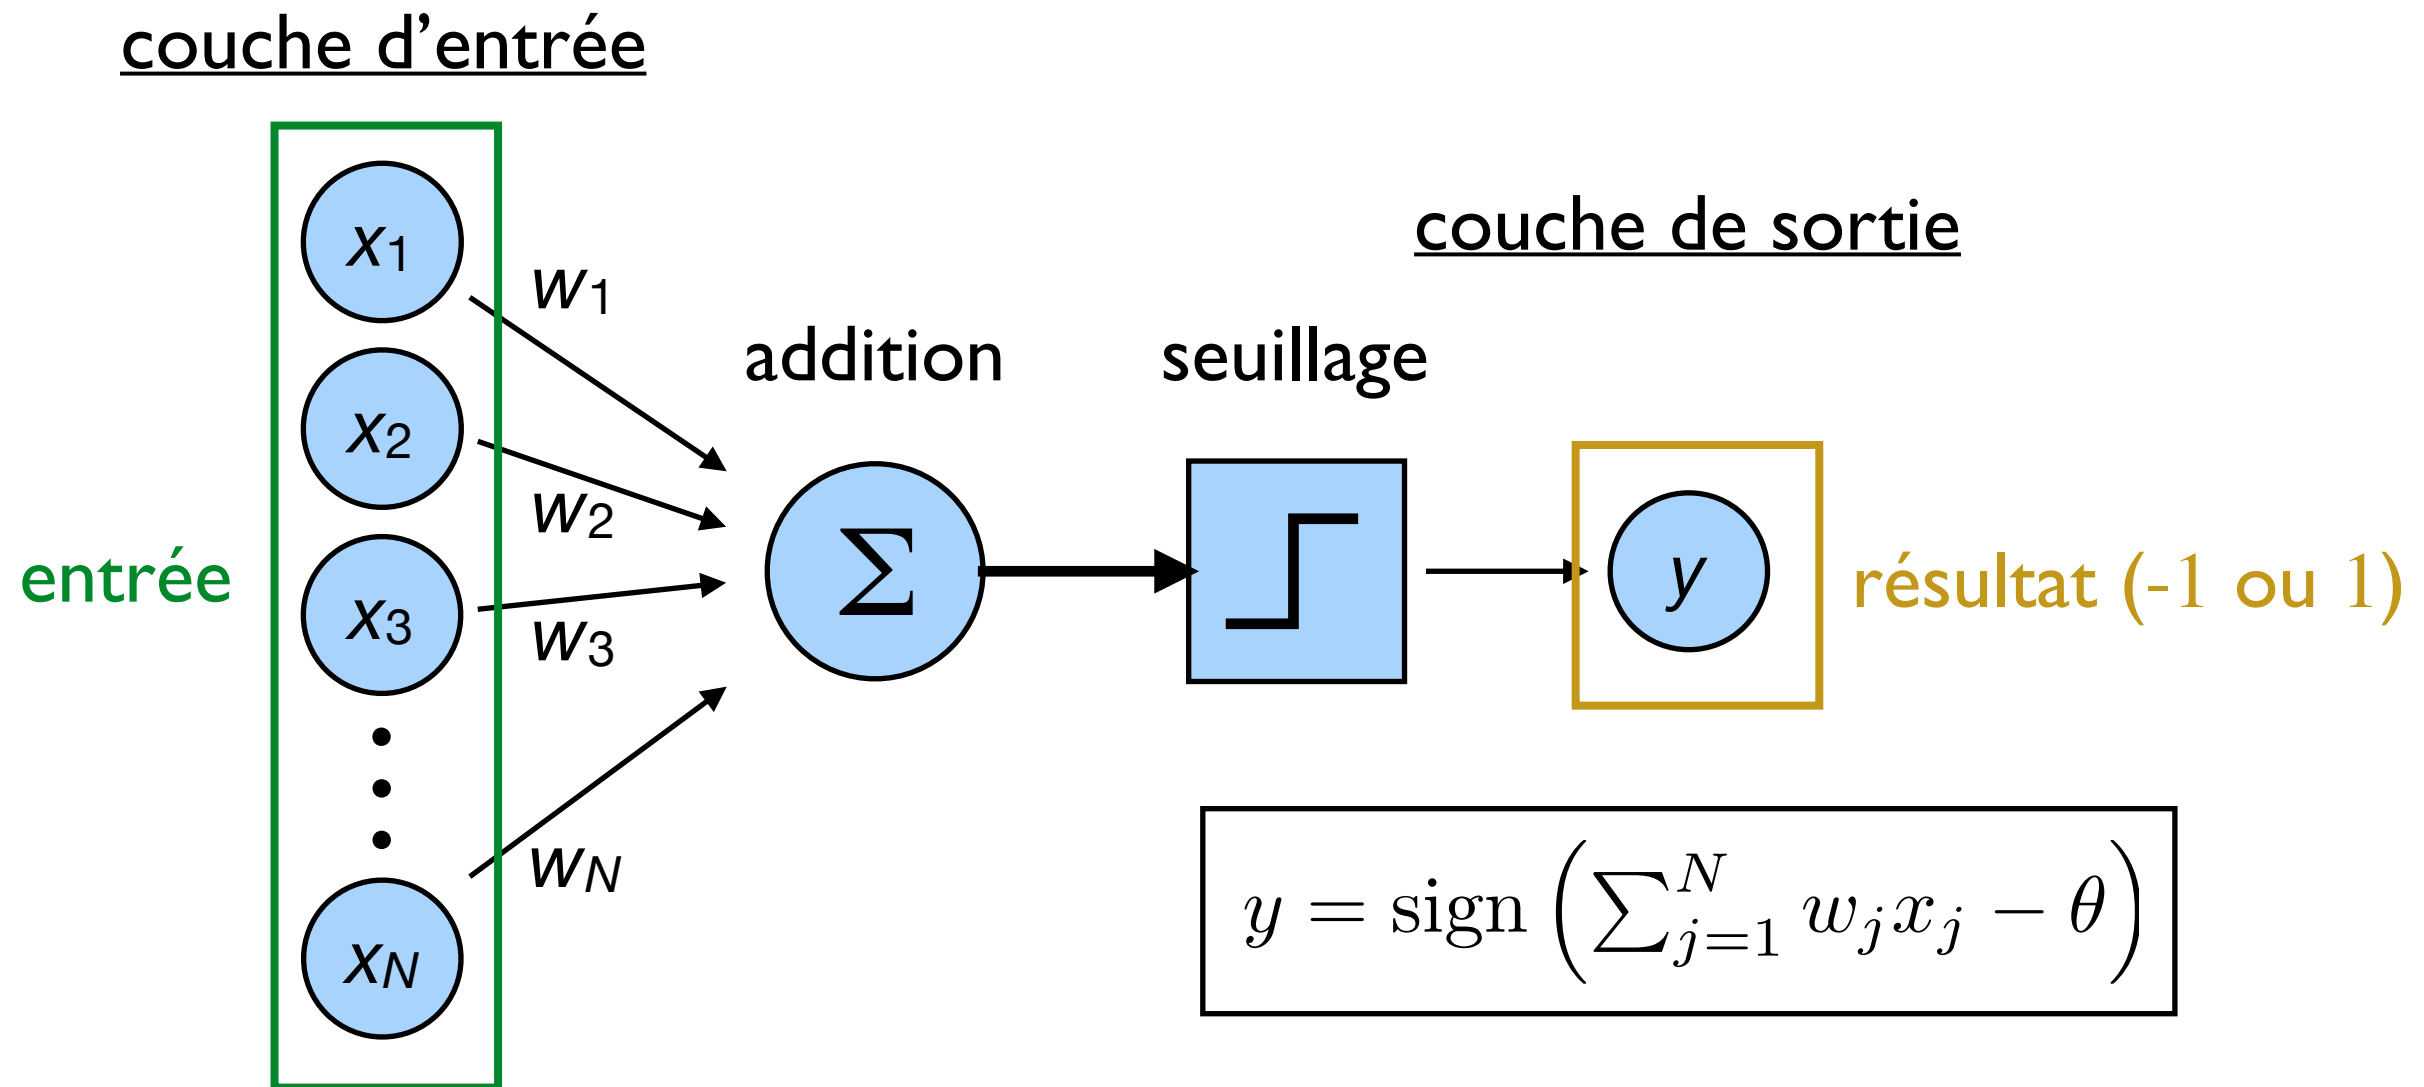 couche d'entrée
couche de sortie
x1
w1
addition
seuillage
x2
w2
entrée
x3
w3
Σ
y
résultat (-1 ou 1)
wN
xN
y = sign (∑_{j=1}^{N} w_j x_j − θ)